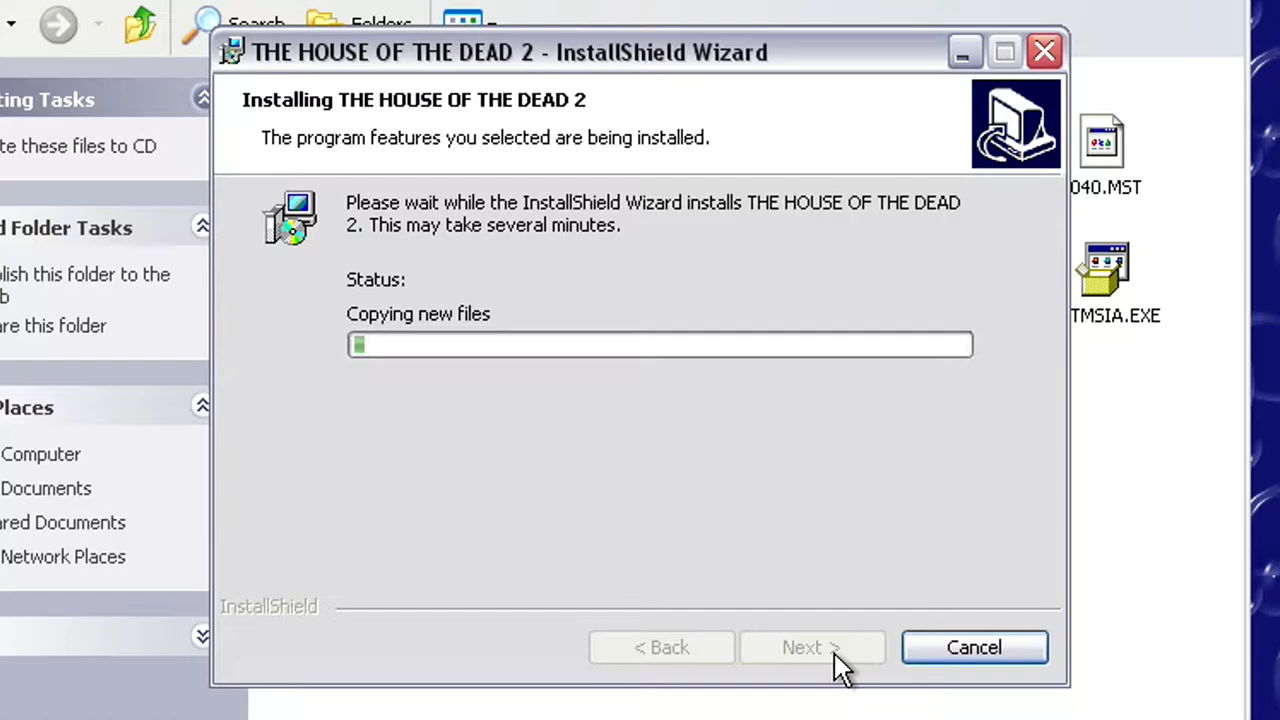 Search
Folders
THE HOUSE OF THE DEAD 2 - InstallShield Wizard
ting Tasks
te these files to CD
d Folder Tasks
lish this folder to the
b
are this folder
Places
Computer
Documents
red Documents
Network Places
Installing THE HOUSE OF THE DEAD 2
The program features you selected are being installed.
Please wait while the InstallShield Wizard installs THE HOUSE OF THE DEAD
2. This may take several minutes.
Status:
Copying new files
InstallShield
< Back
Next >
Cancel
040.MST
TMSIA.EXE